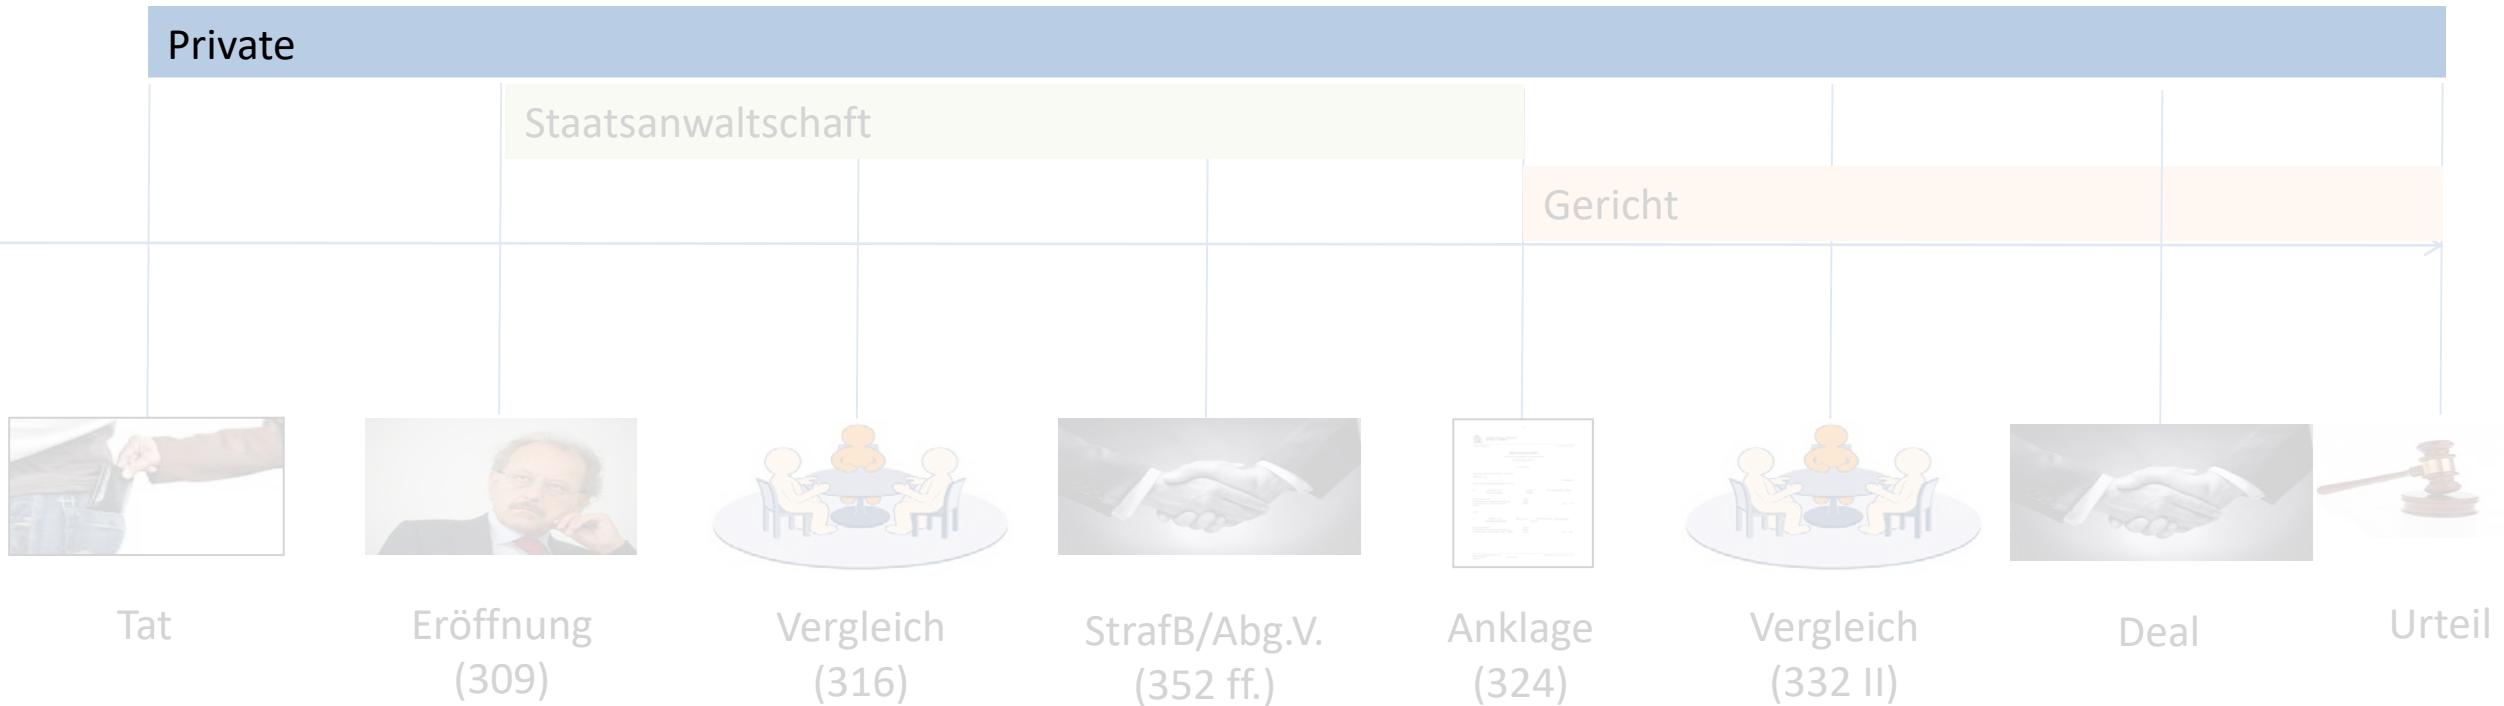 Private
Staatsanwaltschaft
Gericht
Tat
Eröffnung
(309)
Vergleich
(316)
StrafB/Abg.V.
(352 ff.)
Anklage
(324)
Vergleich
(332 II)
Deal
Urteil